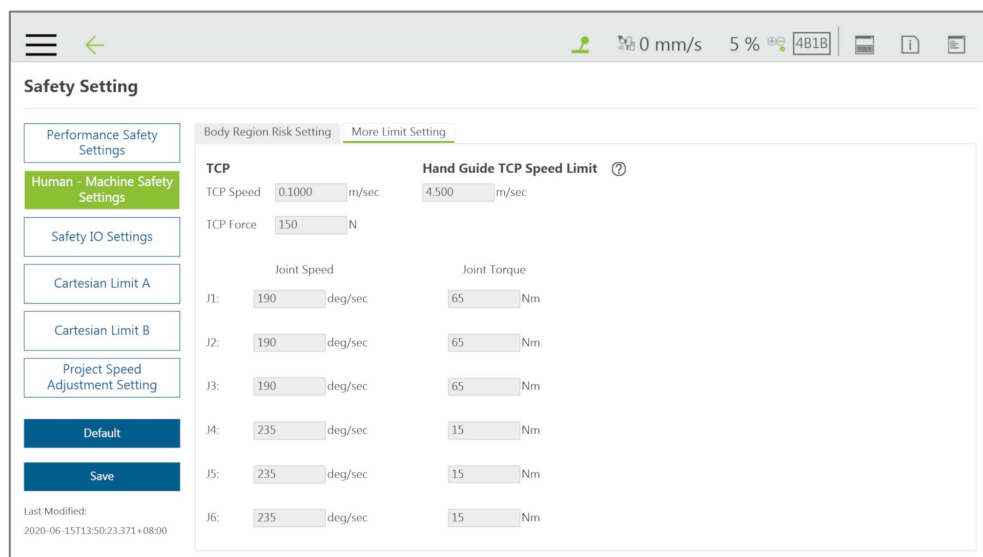 0 mm/s 5 % 4B1B
Safety Setting
Performance Safety
Settings
Human - Machine Safety
Settings
Safety IO Settings
Cartesian Limit A
Cartesian Limit B
Project Speed
Adjustment Setting
Default
Save
Last Modified:
2020-06-15T13:50:23.371+08:00
Body Region Risk Setting More Limit Setting
TCP Hand Guide TCP Speed Limit ?
TCP Speed 0.1000 m/sec 4.500 m/sec
TCP Force 150 N
Joint Speed Joint Torque
J1: 190 deg/sec 65 Nm
J2: 190 deg/sec 65 Nm
J3: 190 deg/sec 65 Nm
J4: 235 deg/sec 15 Nm
J5: 235 deg/sec 15 Nm
J6: 235 deg/sec 15 Nm